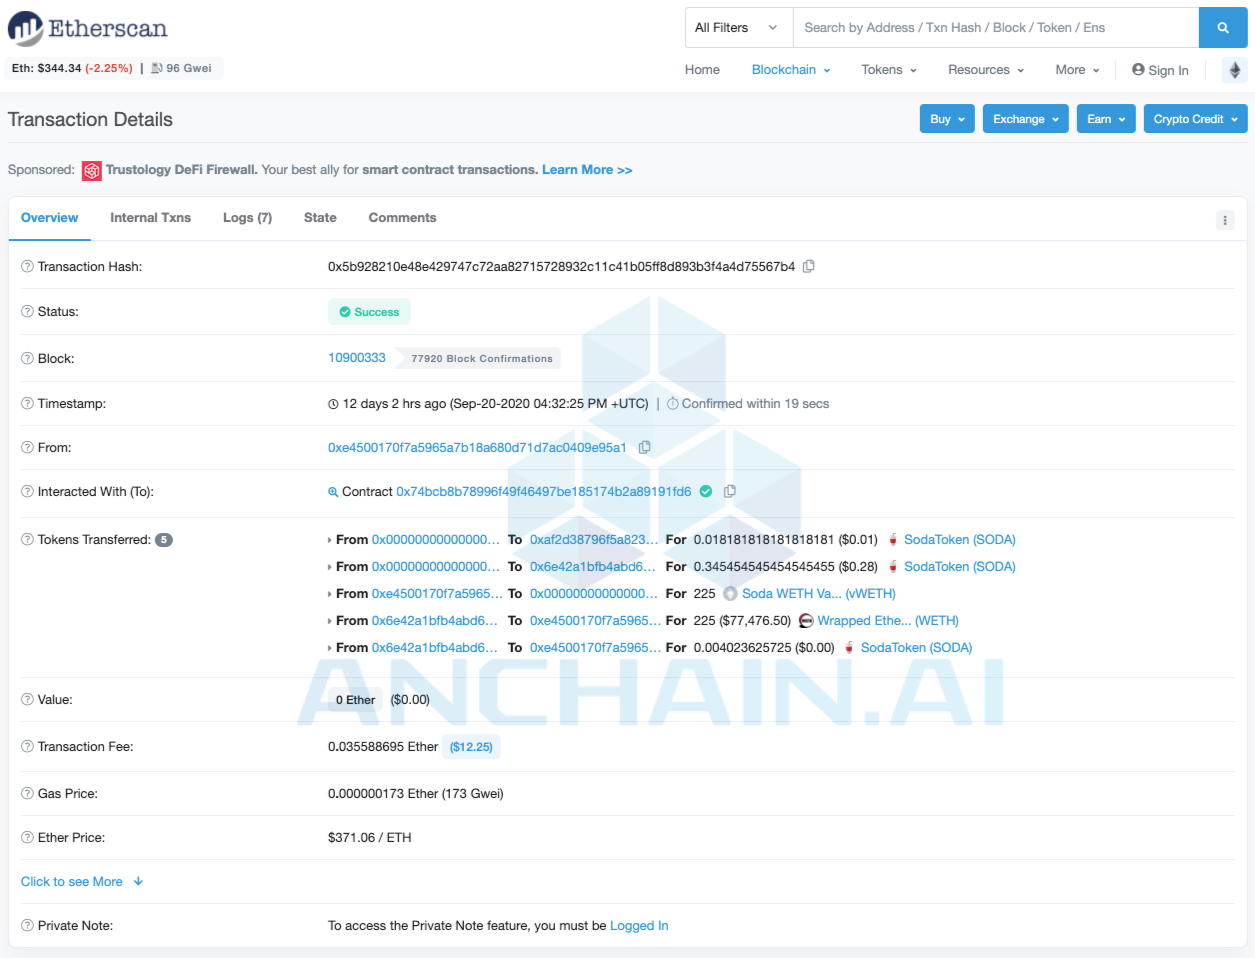 Etherscan
All Filters
Search by Address / Txn Hash / Block / Token / Ens
Eth: $344.34 (-2.25%) | 96 Gwei
Home Blockchain Tokens Resources More Sign In
Transaction Details
Buy Exchange Earn Crypto Credit
Sponsored: Trustology DeFi Firewall. Your best ally for smart contract transactions. Learn More >>
Overview Internal Txns Logs (7) State Comments
Transaction Hash: 0x5b928210e48e429747c72aa82715728932c11c41b05ff8d893b3f4a4d75567b4
Status: Success
Block: 10900333 77920 Block Confirmations
Timestamp: 12 days 2 hrs ago (Sep-20-2020 04:32:25 PM +UTC) | Confirmed within 19 secs
From: 0xe4500170f7a5965a7b18a680d71d7ac0409e95a1
Interacted With (To): Contract 0x74bcb8b78996f49f46497be185174b2a89191fd6
Tokens Transferred: 5 From 0x00000000000000... To 0xaf2d38796f5a823... For 0.018181818181818181 ($0.01) SodaToken (SODA)
From 0x00000000000000... To 0x6e42a1bfb4abd6... For 0.345454545454545455 ($0.28) SodaToken (SODA)
From 0xe4500170f7a5965... To 0x00000000000000... For 225 Soda WETH Va... (vWETH)
From 0x6e42a1bfb4abd6... To 0xe4500170f7a5965... For 225 ($77,476.50) Wrapped Ethe... (WETH)
From 0x6e42a1bfb4abd6... To 0xe4500170f7a5965... For 0.004023625725 ($0.00) SodaToken (SODA)
ANCHAIN.AI
Value: 0 Ether ($0.00)
Transaction Fee: 0.035588695 Ether ($12.25)
Gas Price: 0.000000173 Ether (173 Gwei)
Ether Price: $371.06 / ETH
Click to see More
Private Note: To access the Private Note feature, you must be Logged In